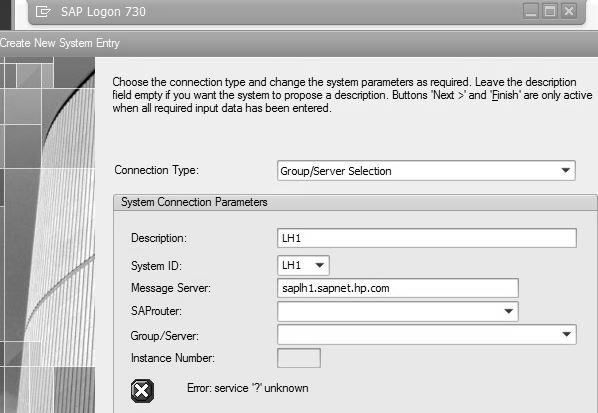 SAP Logon 730
Create New System Entry
Choose the connection type and change the system parameters as required. Leave the description
field empty if you want the system to propose a description. Buttons 'Next >' and 'Finish' are only active
when all required input data has been entered.
Connection Type: Group/Server Selection
System Connection Parameters
Description: LH1
System ID: LH1
Message Server: saplh1.sapnet.hp.com
SAProuter:
Group/Server:
Instance Number:
Error: service '?' unknown